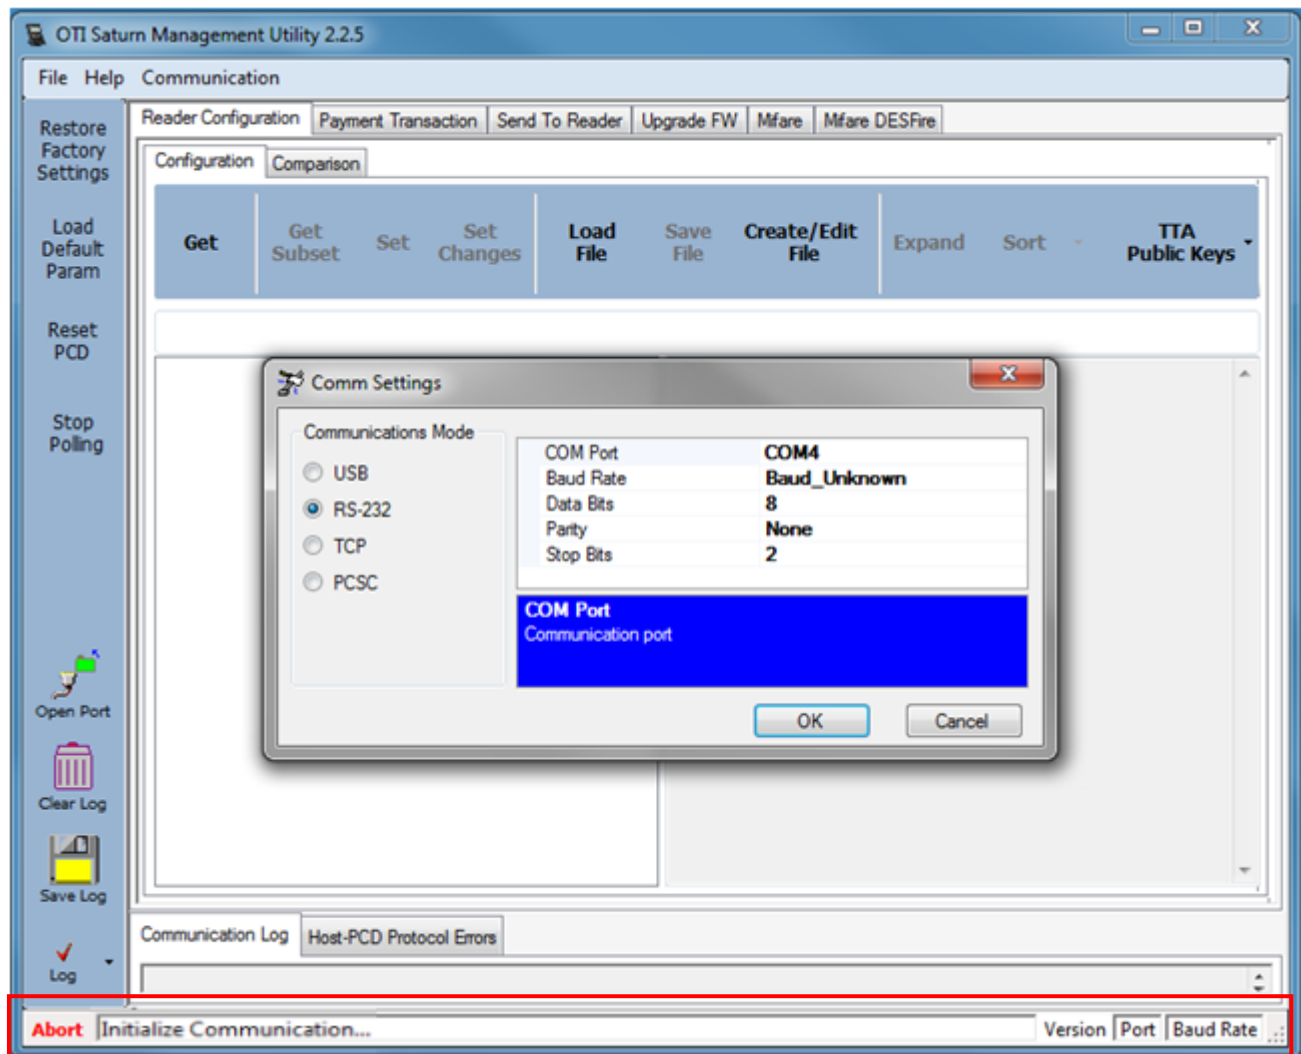 OTI Saturn Management Utility 2.2.5
File Help Communication
Restore
Factory
Settings
Load
Default
Param
Reset
PCD
Stop
Polling
Open Port
Clear Log
Save Log
Log
Reader Configuration Payment Transaction Send To Reader Upgrade FW Mifare Mifare DESFire
Configuration Comparison
Get
Get
Subset
Set
Set
Changes
Load
File
Save
File
Create/Edit
File
Expand
Sort
TTA
Public Keys
Comm Settings
Communications Mode
USB
RS-232
TCP
PCSC
COM Port COM4
Baud Rate Baud_Unknown
Data Bits 8
Parity None
Stop Bits 2
COM Port
Communication port
OK Cancel
Communication Log Host-PCD Protocol Errors
Abort Initialize Communication... Version Port Baud Rate